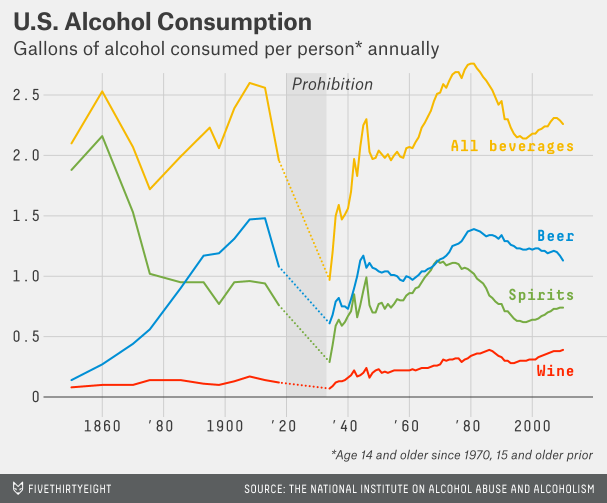 U.S. Alcohol Consumption
Gallons of alcohol consumed per person* annually
Prohibition
2.5
All beverages
2.0
1.5
Beer
1.0
Spirits
0.5
Wine
0
1860 '80 1900 '20 '40 '60 '80 2000
*Age 14 and older since 1970, 15 and older prior
FIVETHIRTYEIGHT SOURCE: THE NATIONAL INSTITUTE ON ALCOHOL ABUSE AND ALCOHOLISM